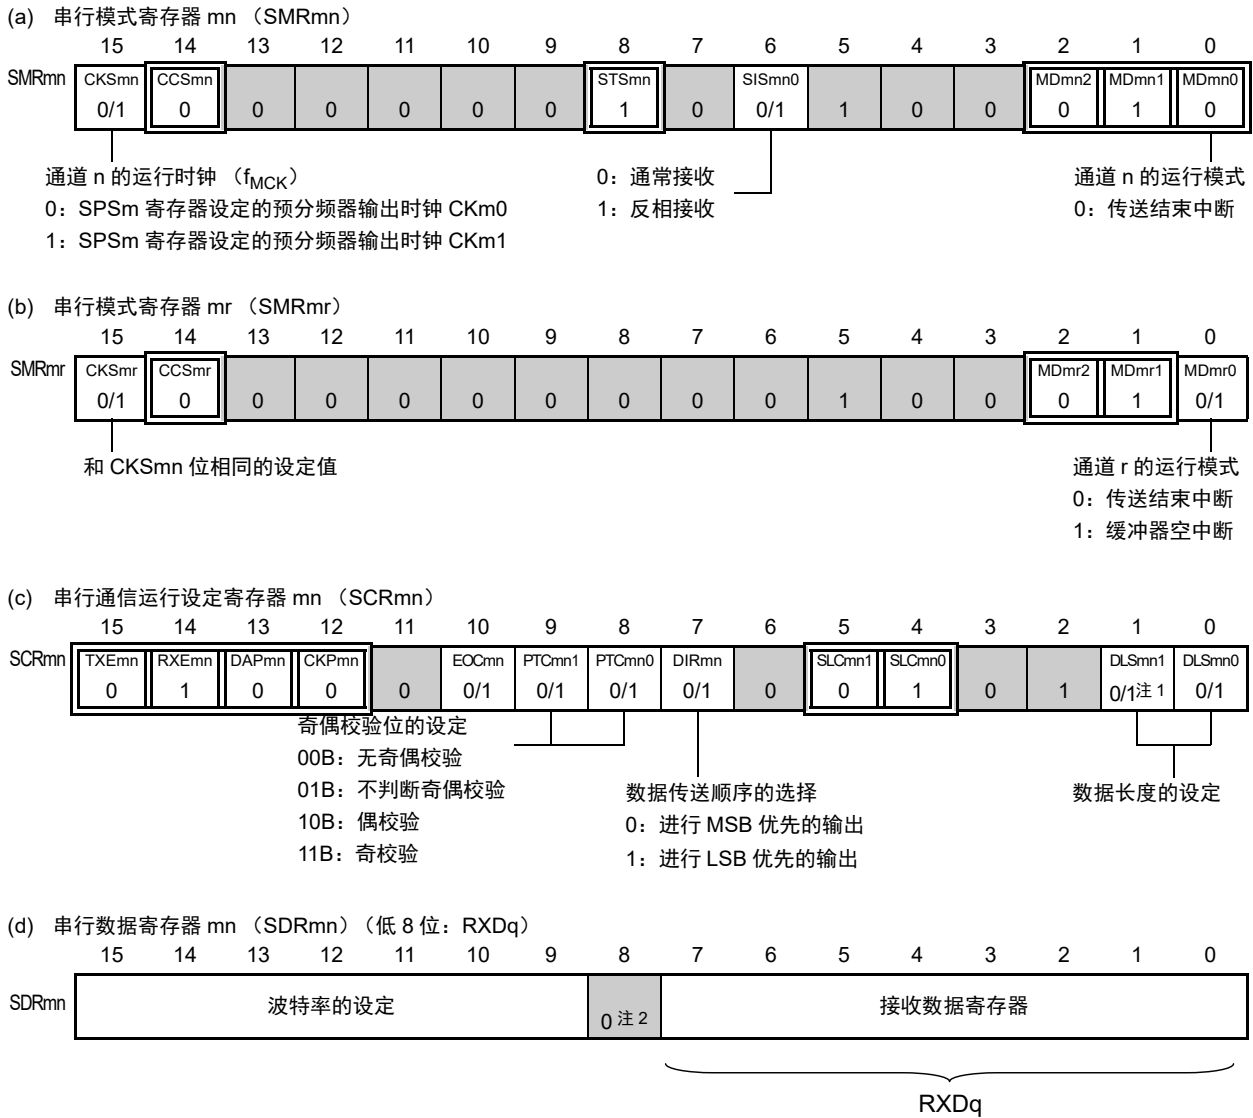 (a) 串行模式寄存器 mn （SMRmn）
15 14 13 12 11 10 9 8 7 6 5 4 3 2 1 0
SMRmn CKSmn CCSmn STSmn SISmn0 MDmn2 MDmn1 MDmn0
0/1 0 0 0 0 0 0 1 0 0/1 1 0 0 0 1 0
通道 n 的运行时钟 （fMCK）
0：SPSm 寄存器设定的预分频器输出时钟 CKm0
1：SPSm 寄存器设定的预分频器输出时钟 CKm1
0：通常接收
1：反相接收
通道 n 的运行模式
0：传送结束中断
(b) 串行模式寄存器 mr （SMRmr）
15 14 13 12 11 10 9 8 7 6 5 4 3 2 1 0
SMRmr CKSmr CCSmr MDmr2 MDmr1 MDmr0
0/1 0 0 0 0 0 0 0 0 0 1 0 0 0 1 0/1
和 CKSmn 位相同的设定值
通道 r 的运行模式
0：传送结束中断
1：缓冲器空中断
(c) 串行通信运行设定寄存器 mn （SCRmn）
15 14 13 12 11 10 9 8 7 6 5 4 3 2 1 0
SCRmn TXEmn RXEmn DAPmn CKPmn EOCmn PTCmn1 PTCmn0 DIRmn SLCmn1 SLCmn0 DLSmn1 DLSmn0
0 1 0 0 0 0/1 0/1 0/1 0/1 0 0 1 0 1 0/1注 1 0/1
奇偶校验位的设定
00B：无奇偶校验
01B：不判断奇偶校验
10B：偶校验
11B：奇校验
数据传送顺序的选择
0：进行 MSB 优先的输出
1：进行 LSB 优先的输出
数据长度的设定
(d) 串行数据寄存器 mn （SDRmn）（低 8 位：RXDq）
15 14 13 12 11 10 9 8 7 6 5 4 3 2 1 0
SDRmn 波特率的设定 0 注 2 接收数据寄存器
RXDq